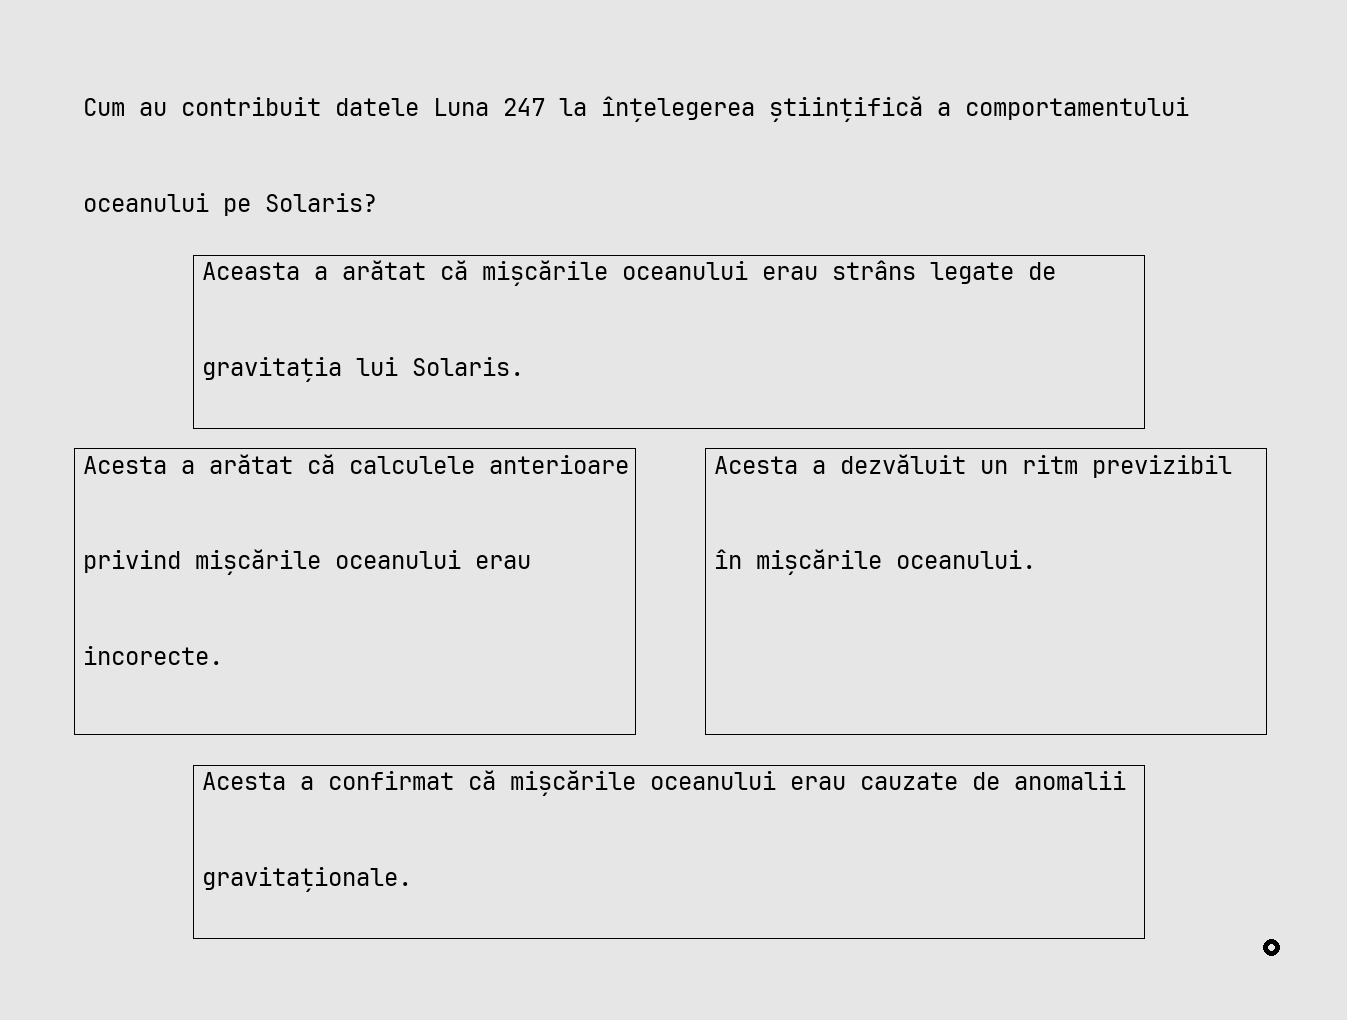 Cum au contribuit datele Luna 247 la înțelegerea științifică a comportamentului
oceanului pe Solaris?
Aceasta a arătat că mișcările oceanului erau strâns legate de
gravitația lui Solaris.
Acesta a arătat că calculele anterioare
privind mișcările oceanului erau
incorecte.
Acesta a dezvăluit un ritm previzibil
în mișcările oceanului.
Acesta a confirmat că mișcările oceanului erau cauzate de anomalii
gravitaționale.